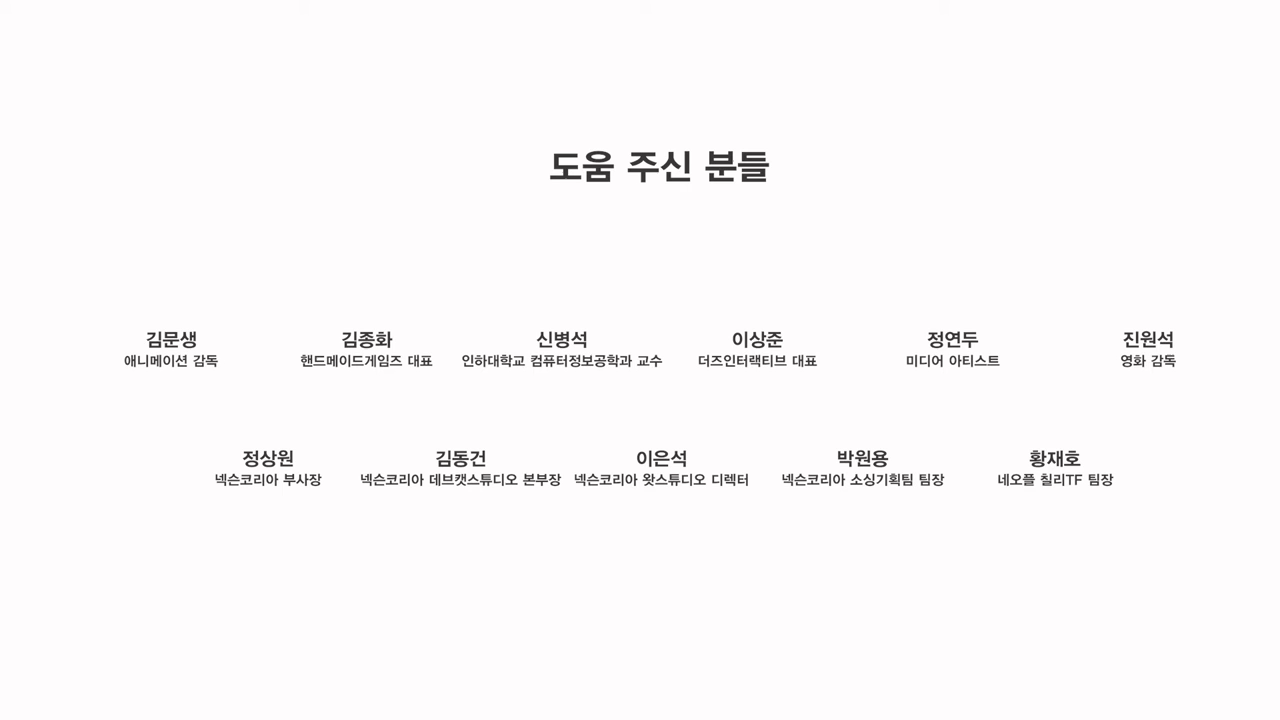 도움 주신 분들
김문생 김종화 신병석 이상준 정연두 진원석
애니메이션 감독 핸드메이드게임즈 대표 인하대학교 컴퓨터정보공학과 교수 더즈인터랙티브 대표 미디어 아티스트 영화 감독
정상원 김동건 이은석 박원용 황재호
넥슨코리아 부사장 넥슨코리아 데브캣스튜디오 본부장 넥슨코리아 왓스튜디오 디렉터 넥슨코리아 소싱기획팀 팀장 네오플 칠리TF 팀장